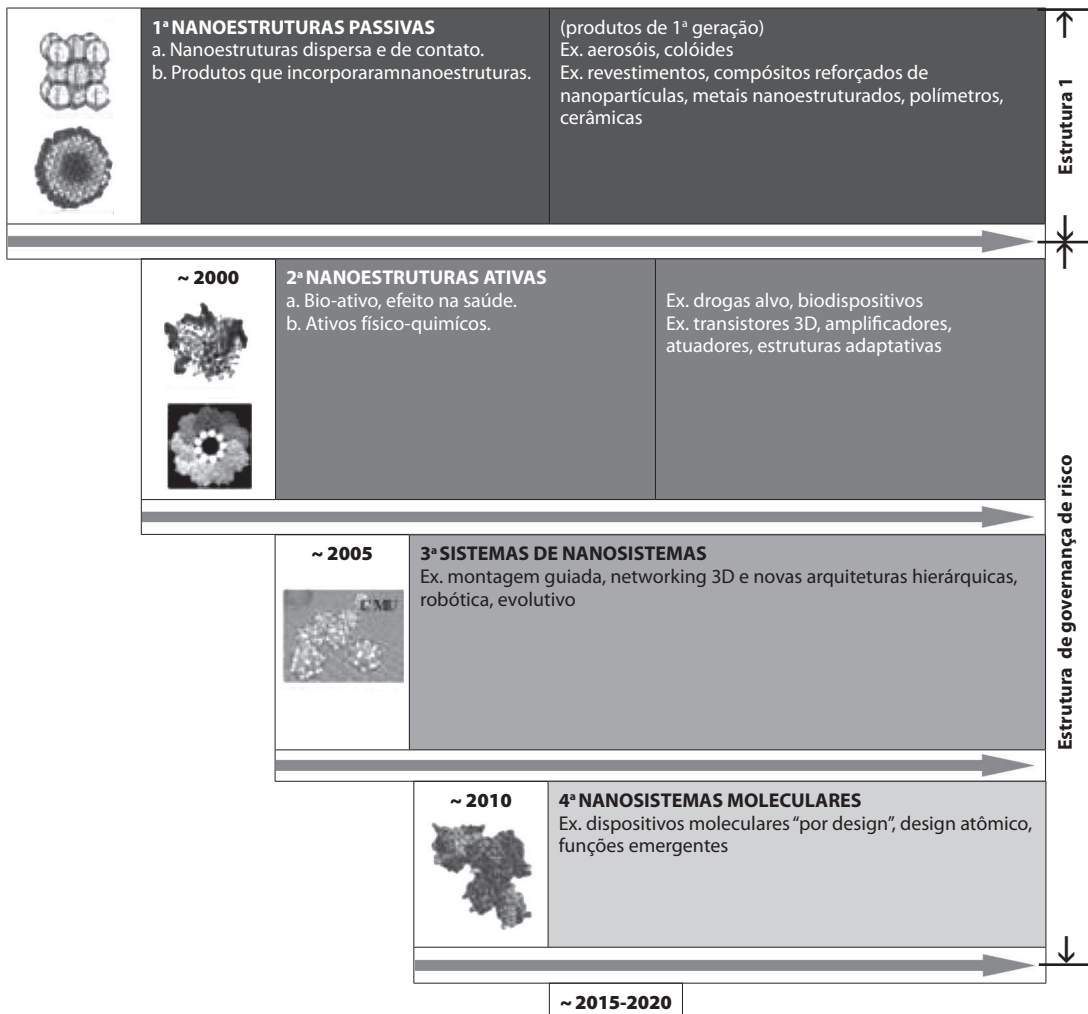 1ª NANOESTRUTURAS PASSIVAS
a. Nanoestruturas dispersa e de contato.
b. Produtos que incorporaramnanoestruturas.
(produtos de 1ª geração)
Ex. aerosóis, colóides
Ex. revestimentos, compósitos reforçados de
nanopartículas, metais nanoestruturados, polímetros,
cerâmicas
Estrutura 1
~ 2000
2ª NANOESTRUTURAS ATIVAS
a. Bio-ativo, efeito na saúde.
b. Ativos físico-quimícos.
Ex. drogas alvo, biodispositivos
Ex. transistores 3D, amplificadores,
atuadores, estruturas adaptativas
Estrutura de governança de risco
~ 2005
3ª SISTEMAS DE NANOSISTEMAS
Ex. montagem guiada, networking 3D e novas arquiteturas hierárquicas,
robótica, evolutivo
~ 2010
4ª NANOSISTEMAS MOLECULARES
Ex. dispositivos moleculares “por design”, design atômico,
funções emergentes
~ 2015-2020